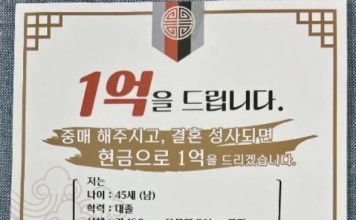 1억을 드립니다.
중매 해주시고, 결혼 성사되면
현금으로 1억을 드리겠습니다.
저는
나이 : 45세 (남)
학력 : 대졸